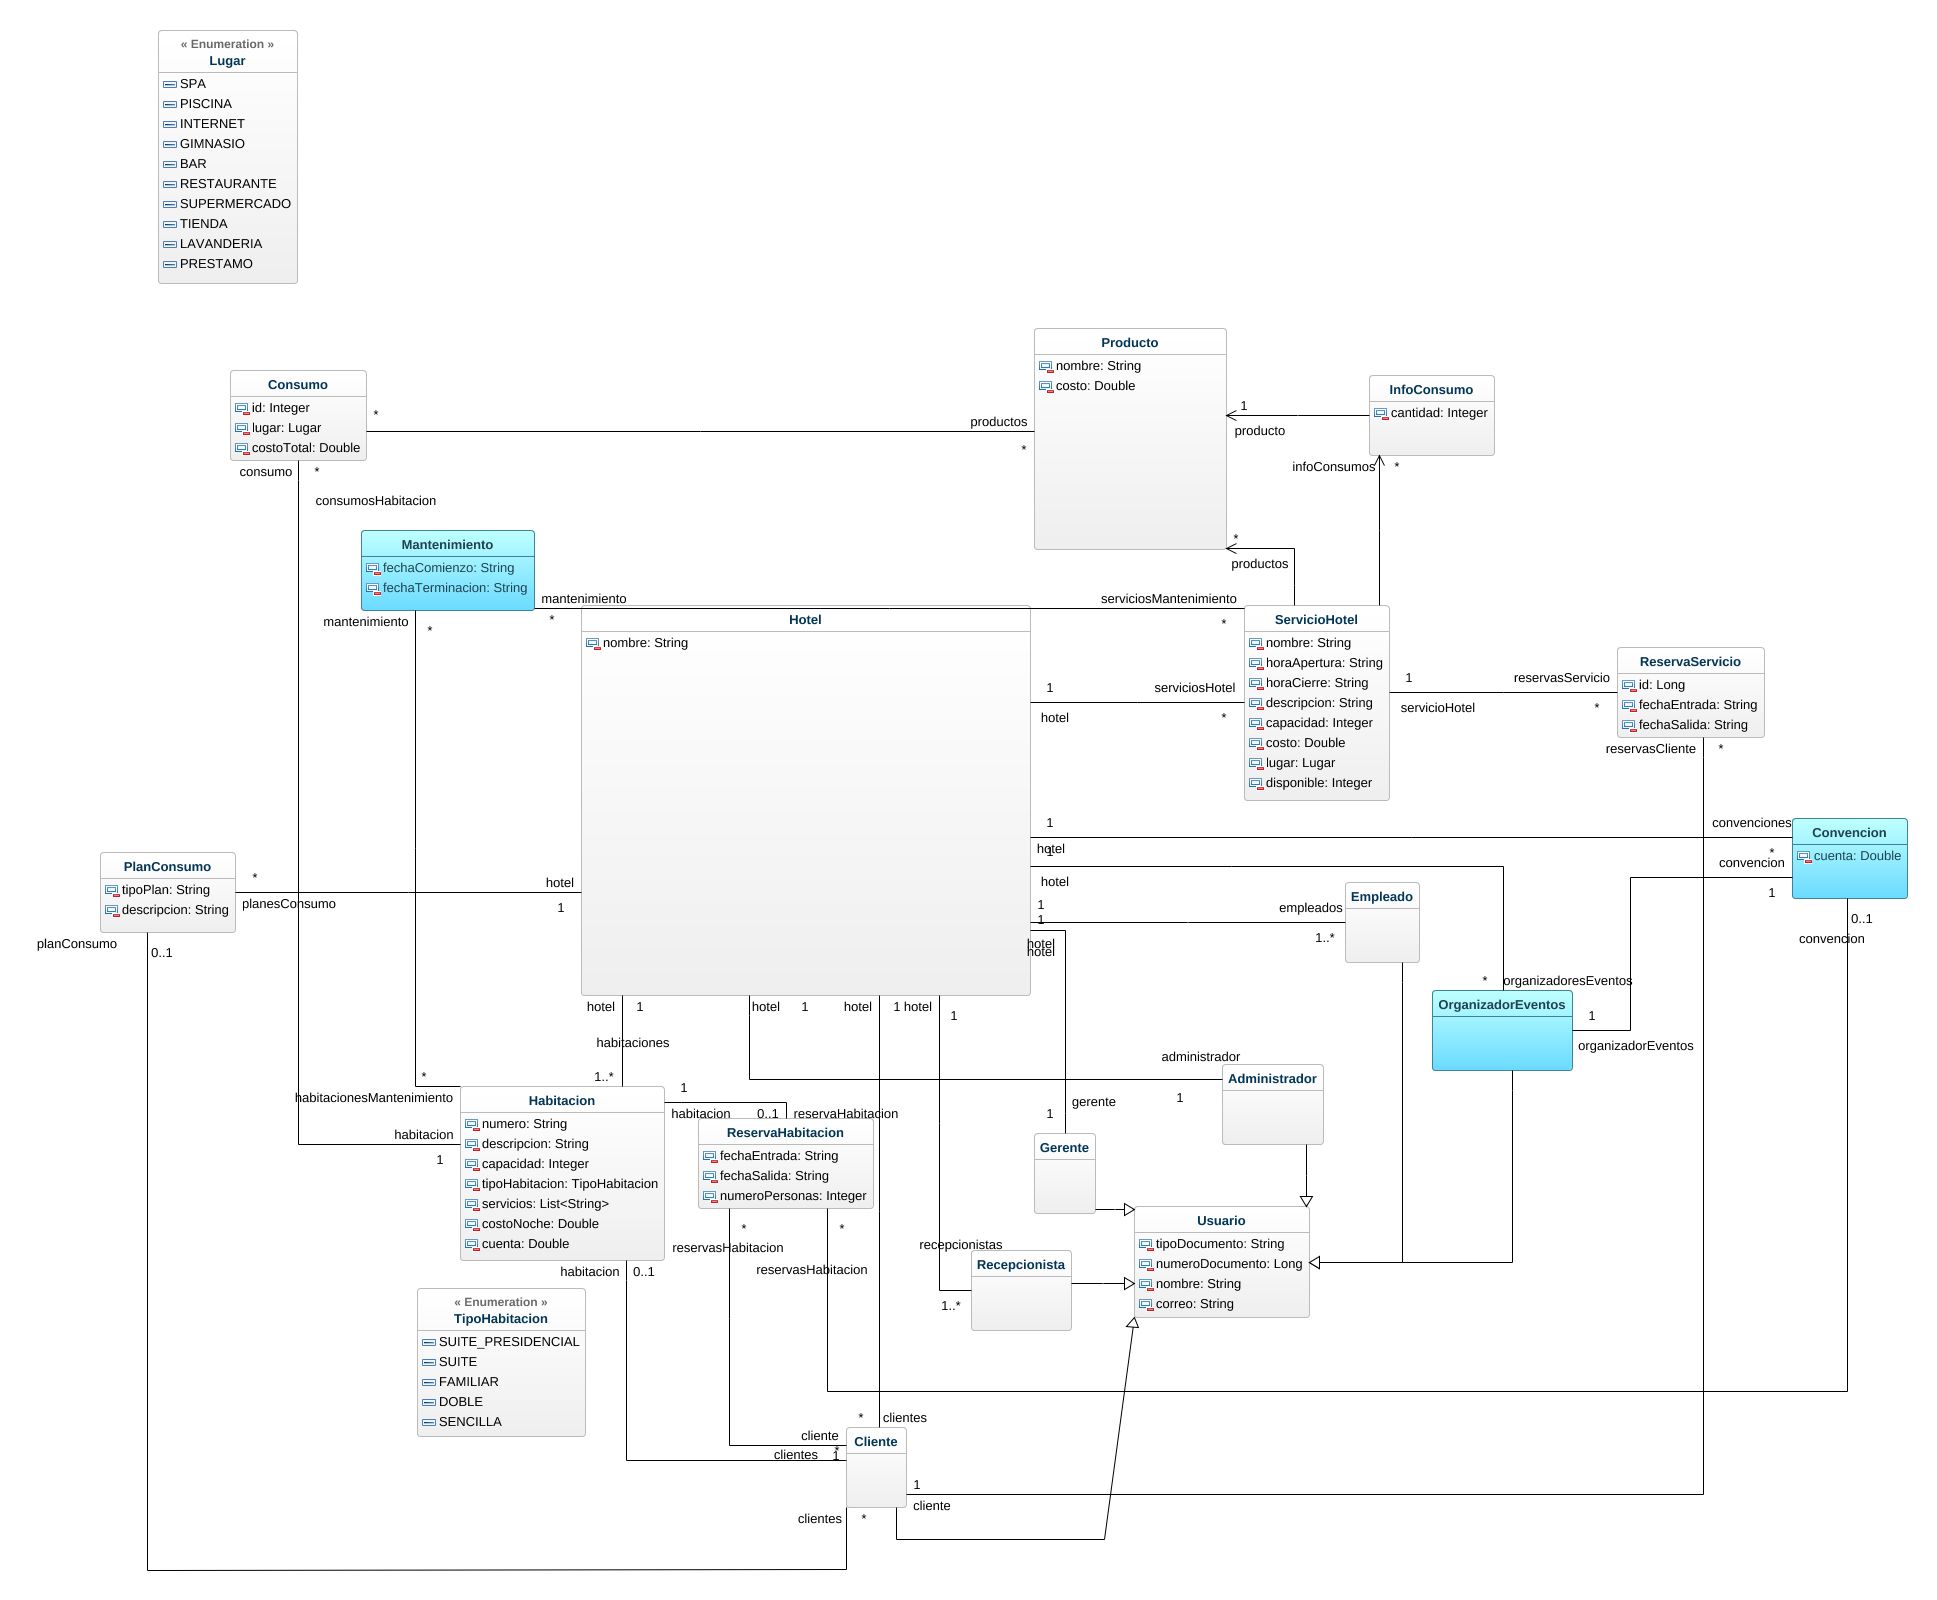 « Enumeration »
Lugar
SPA
PISCINA
INTERNET
GIMNASIO
BAR
RESTAURANTE
SUPERMERCADO
TIENDA
LAVANDERIA
PRESTAMO
Producto
nombre: String
costo: Double
Consumo
id: Integer
lugar: Lugar
costoTotal: Double
InfoConsumo
cantidad: Integer
*
productos
*
1
producto
consumo
*
consumosHabitacion
infoConsumos
*
*
productos
Mantenimiento
fechaComienzo: String
fechaTerminacion: String
mantenimiento
*
serviciosMantenimiento
*
mantenimiento
*
Hotel
nombre: String
ServicioHotel
nombre: String
horaApertura: String
horaCierre: String
descripcion: String
capacidad: Integer
costo: Double
lugar: Lugar
disponible: Integer
1
serviciosHotel
hotel
*
1
reservasServicio
servicioHotel
*
ReservaServicio
id: Long
fechaEntrada: String
fechaSalida: String
reservasCliente
*
1
convenciones
hotel
*
1
convencion
hotel
1
Convencion
cuenta: Double
0..1
convencion
PlanConsumo
tipoPlan: String
descripcion: String
*
hotel
planesConsumo
1
planConsumo
0..1
Empleado
1
empleados
1
1..*
hotel
hotel
*
organizadoresEventos
OrganizadorEventos
1
organizadorEventos
hotel
1
hotel
1
hotel
1
hotel
1
habitaciones
1..*
administrador
1
Administrador
gerente
1
Gerente
*
habitacionesMantenimiento
habitacion
1
Habitacion
numero: String
descripcion: String
capacidad: Integer
tipoHabitacion: TipoHabitacion
servicios: List<String>
costoNoche: Double
cuenta: Double
1
habitacion
0..1
reservaHabitacion
ReservaHabitacion
fechaEntrada: String
fechaSalida: String
numeroPersonas: Integer
*
reservasHabitacion
*
reservasHabitacion
recepcionistas
1..*
Recepcionista
Usuario
tipoDocumento: String
numeroDocumento: Long
nombre: String
correo: String
habitacion
0..1
« Enumeration »
TipoHabitacion
SUITE_PRESIDENCIAL
SUITE
FAMILIAR
DOBLE
SENCILLA
*
clientes
cliente
1
clientes
*
Cliente
1
cliente
clientes
*